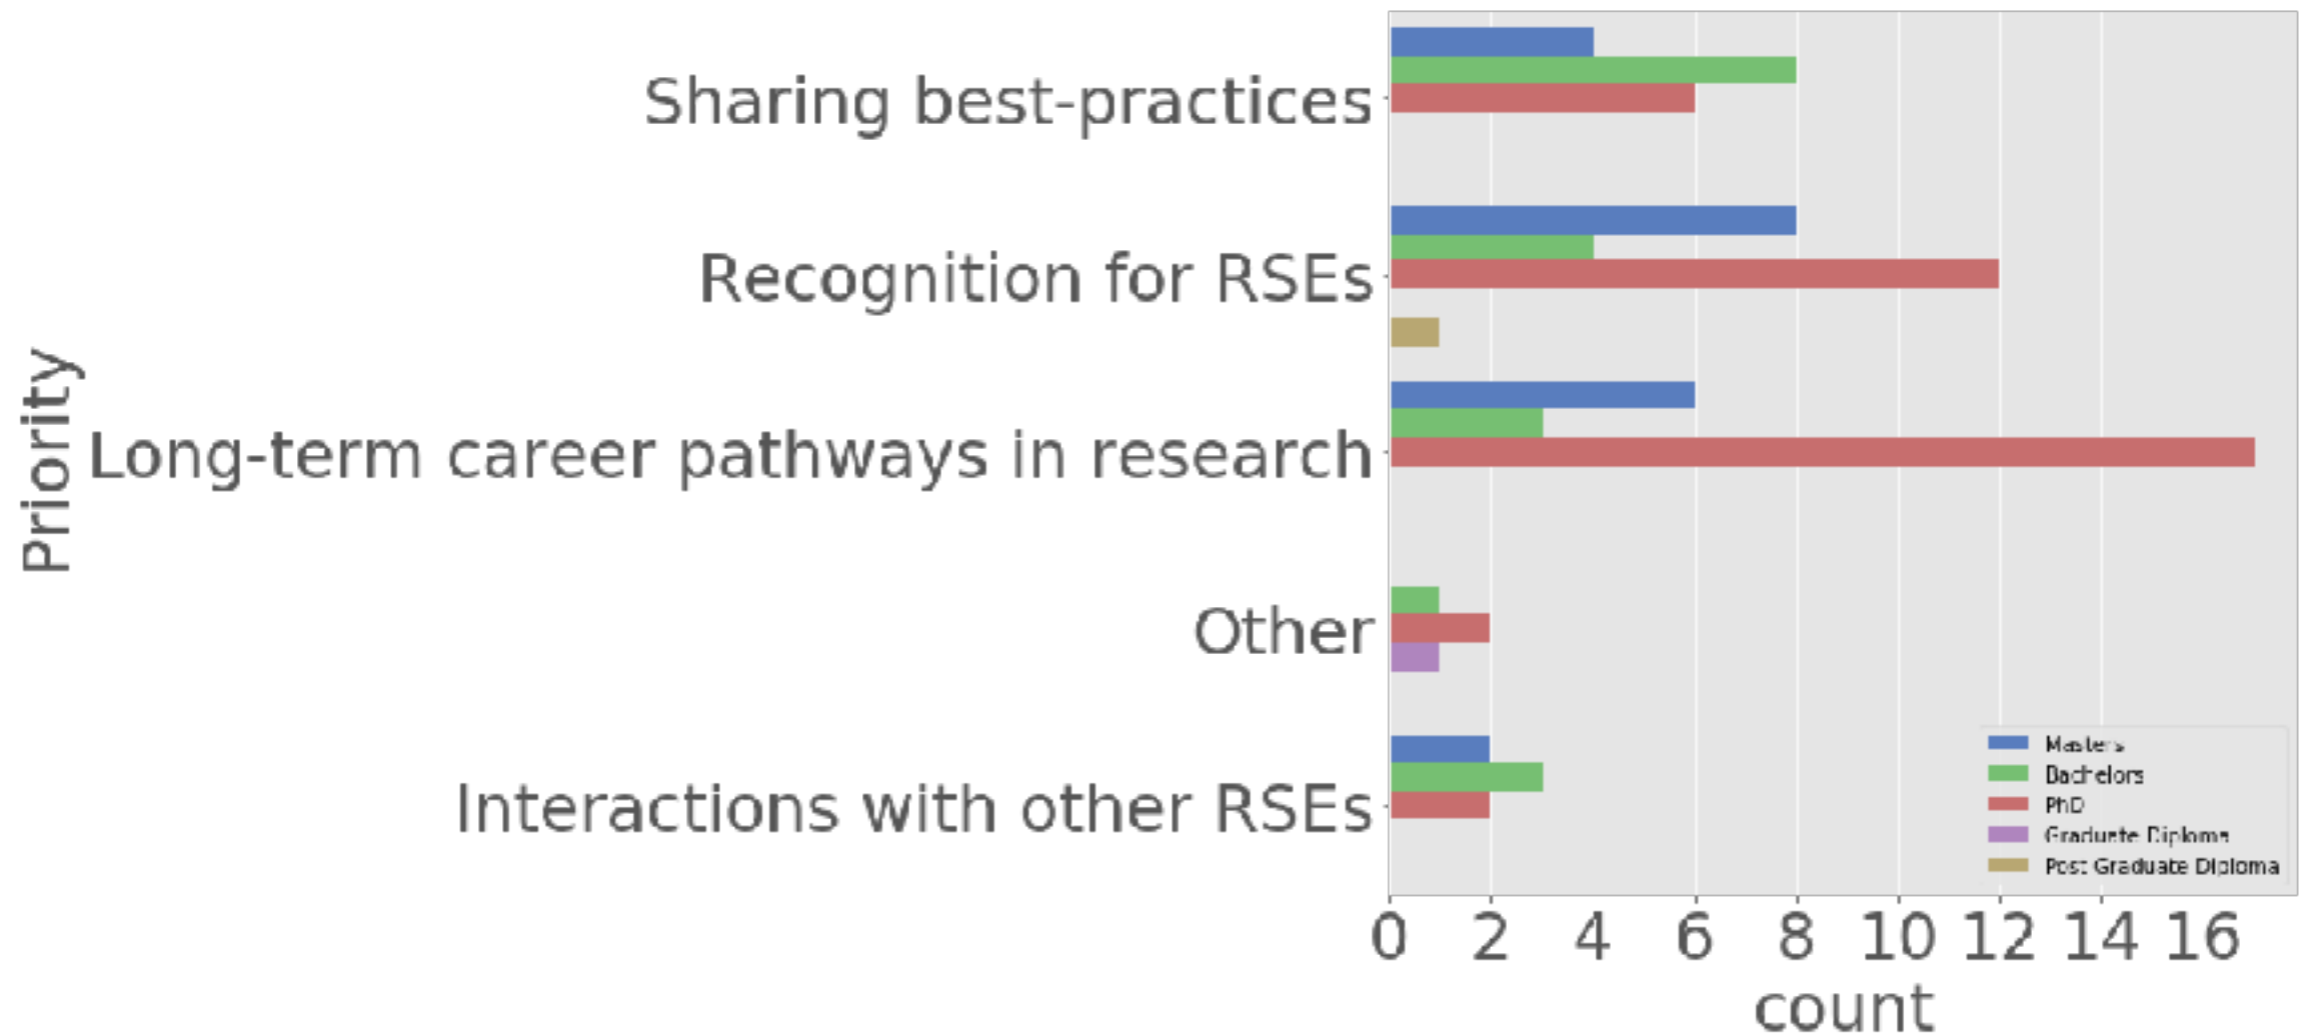 Sharing best-practices
Recognition for RSEs
Priority
Long-term career pathways in research
Other
Interactions with other RSEs
Masters
Bachelors
PhD
Graduate Diploma
Post Graduate Diploma
0 2 4 6 8 10 12 14 16
count